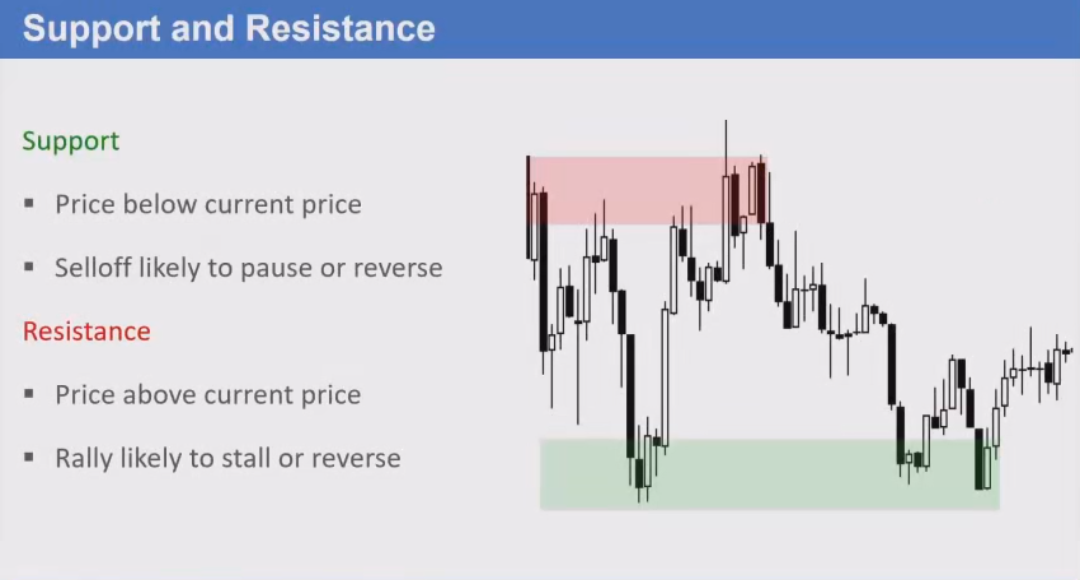 Support and Resistance
Support
▪ Price below current price
▪ Selloff likely to pause or reverse
Resistance
▪ Price above current price
▪ Rally likely to stall or reverse